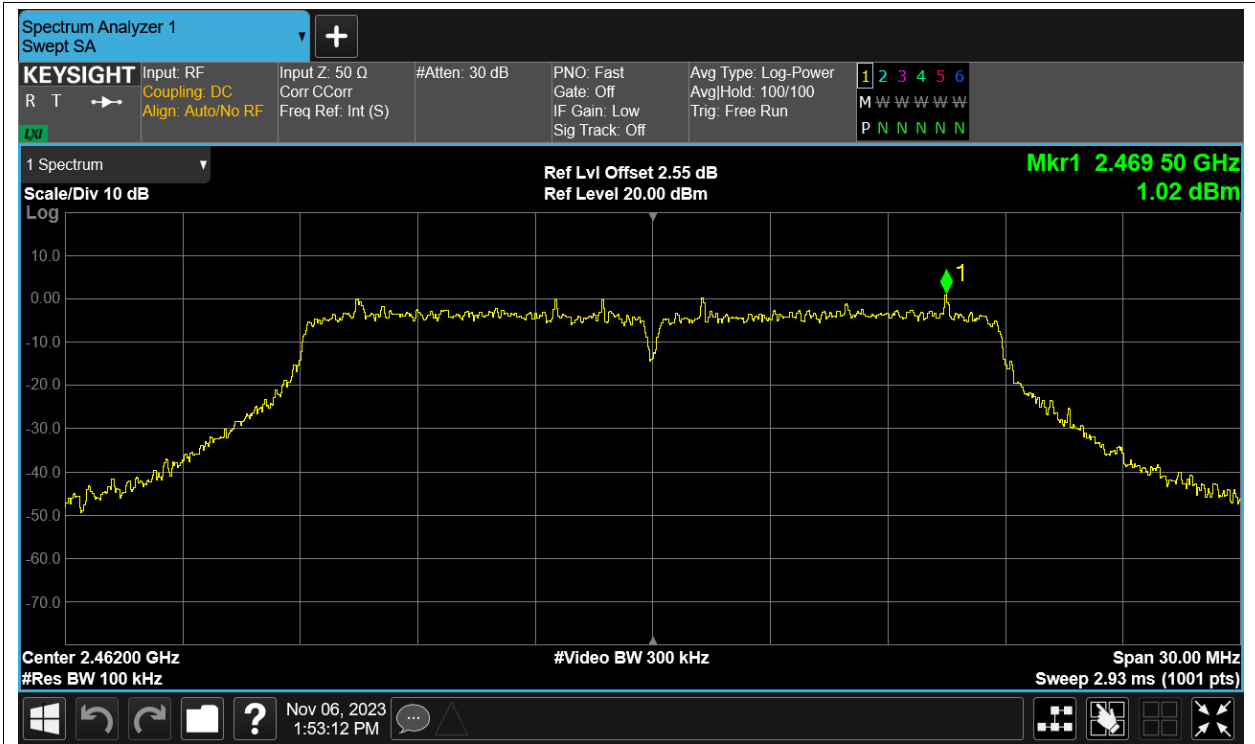 Spectrum Analyzer 1
Swept SA
KEYSIGHT
R T
LXI
Input: RF
Coupling: DC
Align: Auto/No RF
Input Z: 50 Ω
Corr CCorr
Freq Ref: Int (S)
#Atten: 30 dB
PNO: Fast
Gate: Off
IF Gain: Low
Sig Track: Off
Avg Type: Log-Power
Avg|Hold: 100/100
Trig: Free Run
1 2 3 4 5 6
M W W W W W
P N N N N N N
1 Spectrum
Scale/Div 10 dB
Log
Ref Lvl Offset 2.55 dB
Ref Level 20.00 dBm
Mkr1 2.469 50 GHz
1.02 dBm
1
10.0
0.00
-10.0
-20.0
-30.0
-40.0
-50.0
-60.0
-70.0
Center 2.46200 GHz
#Res BW 100 kHz
#Video BW 300 kHz
Span 30.00 MHz
Sweep 2.93 ms (1001 pts)
?
Nov 06, 2023
1:53:12 PM